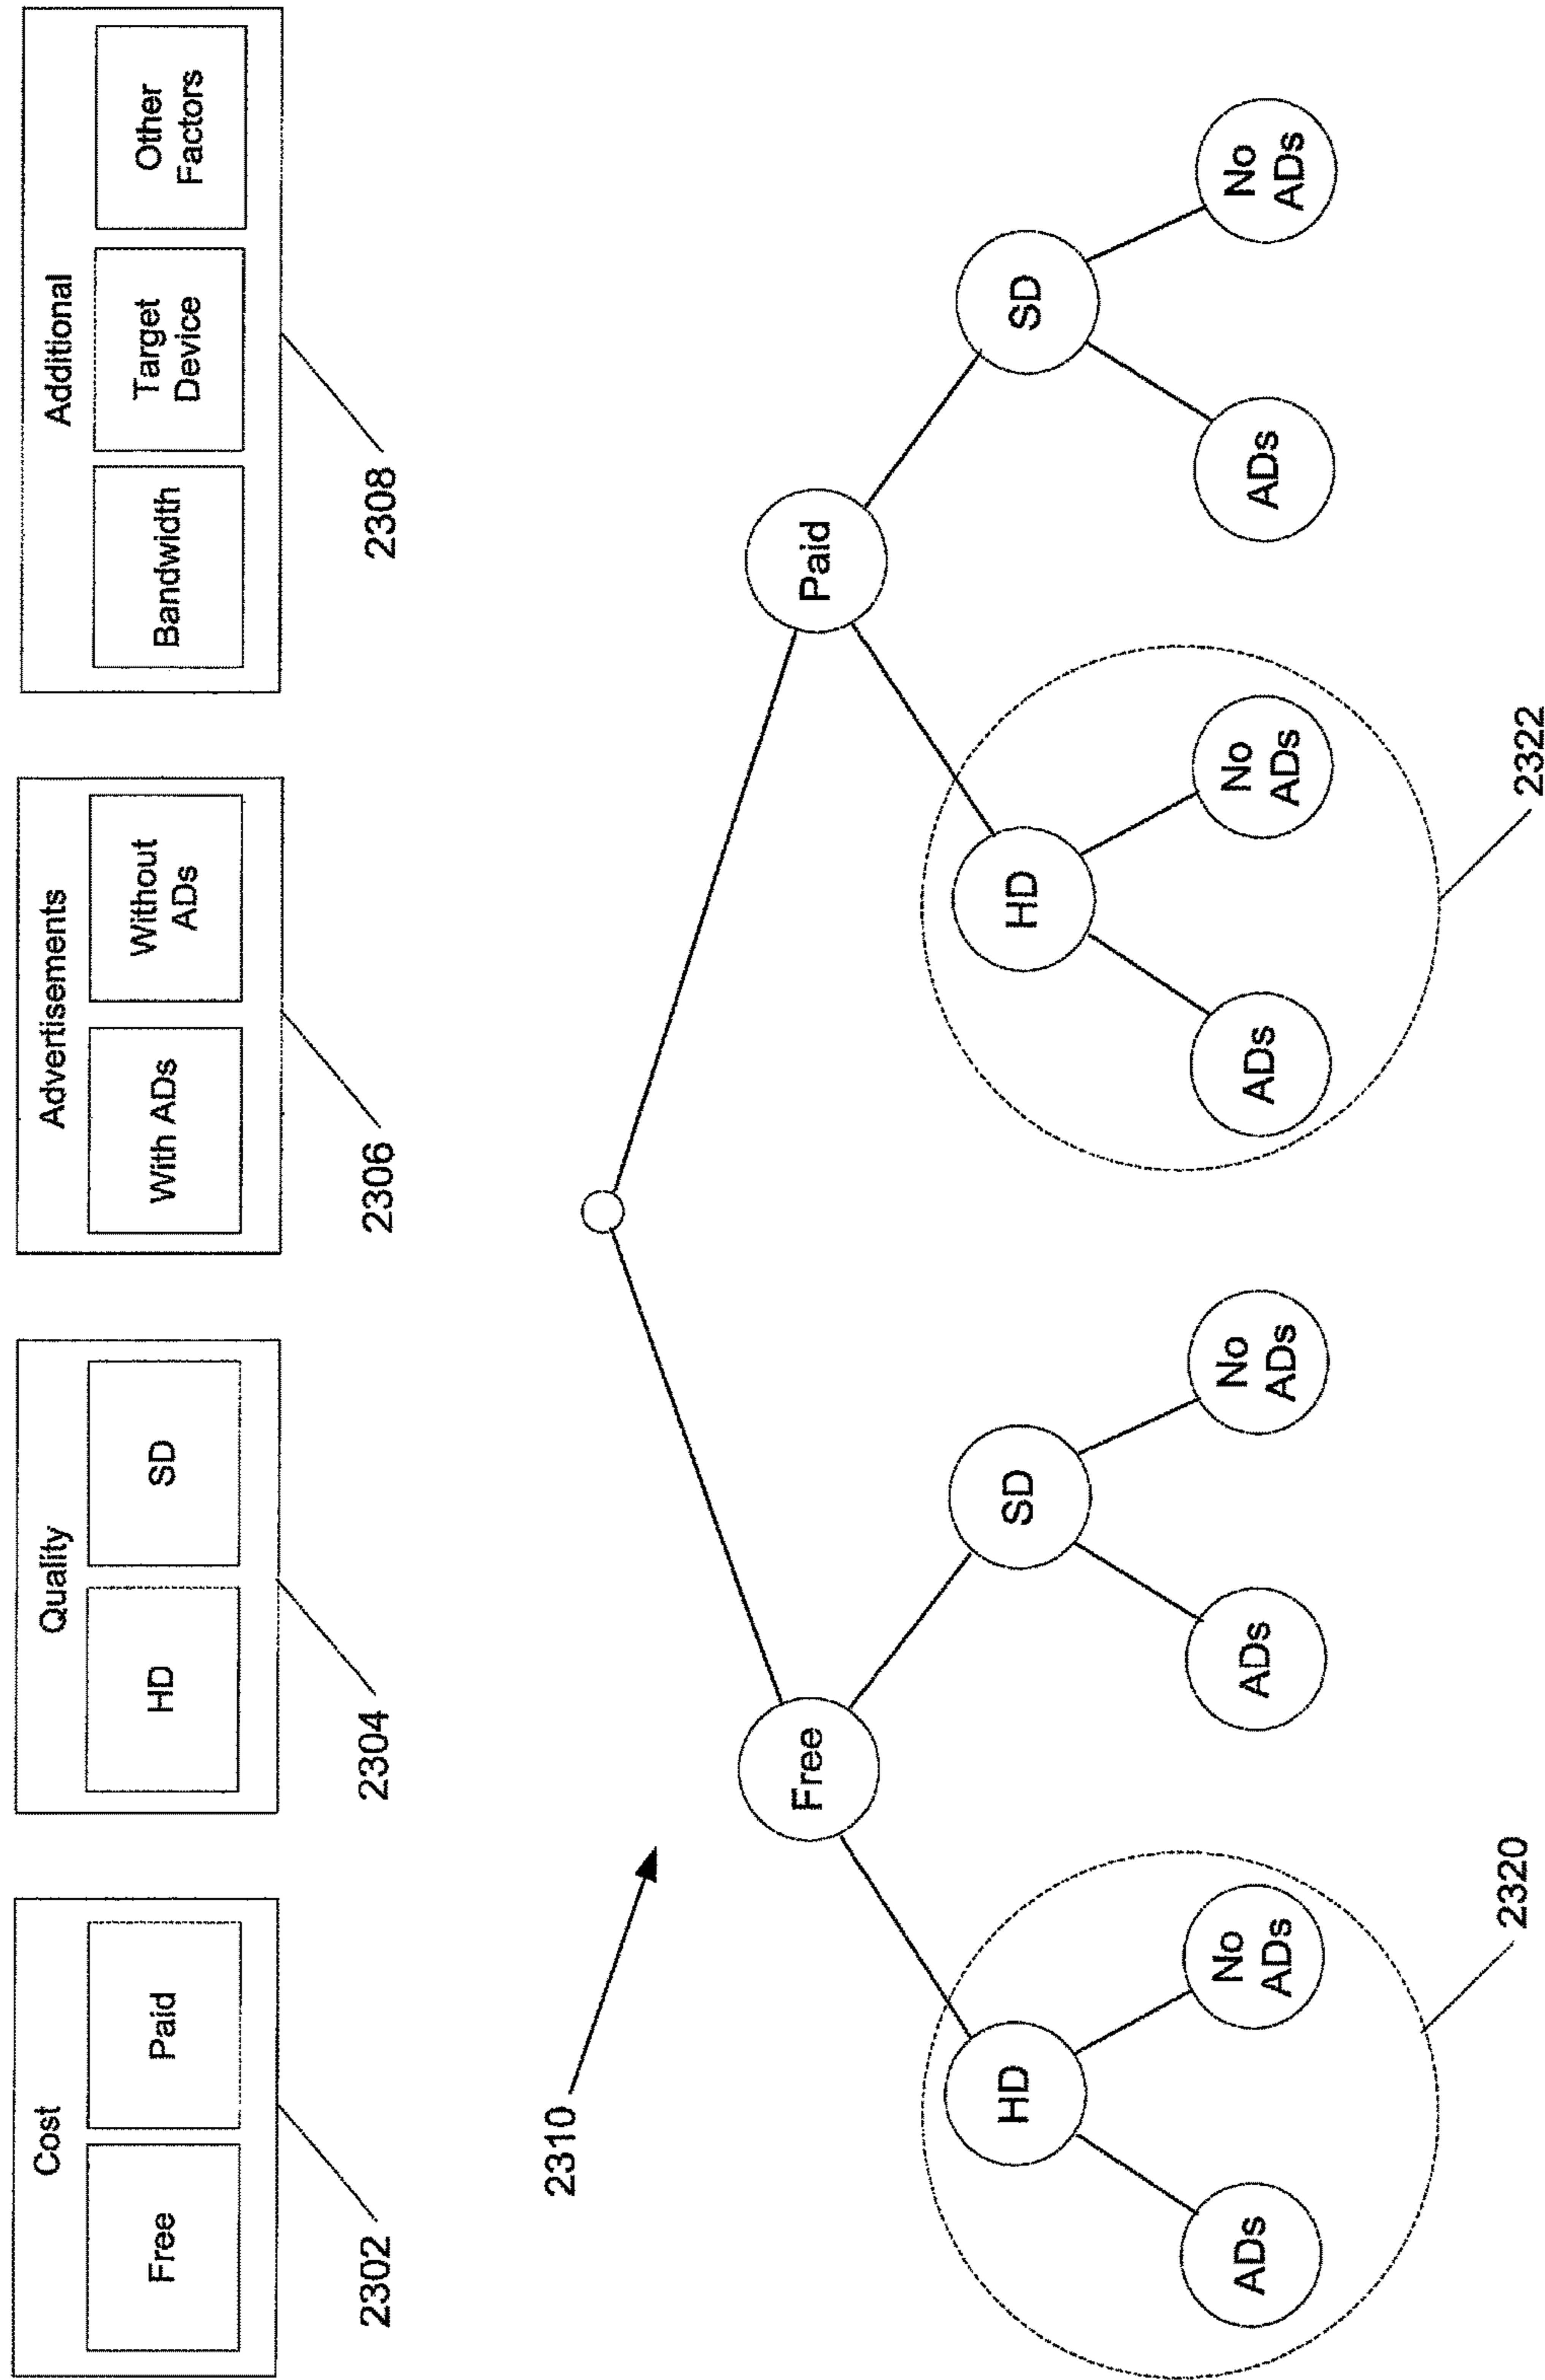 Cost
Free
Paid
2302
Quality
HD
SD
2304
Advertisements
With ADs
Without
ADs
2306
Additional
Bandwidth
Target
Device
Other
Factors
2308
2310
Free
Paid
HD
SD
HD
SD
ADs
No
ADs
ADs
No
ADs
ADs
No
ADs
ADs
No
ADs
2320
2322